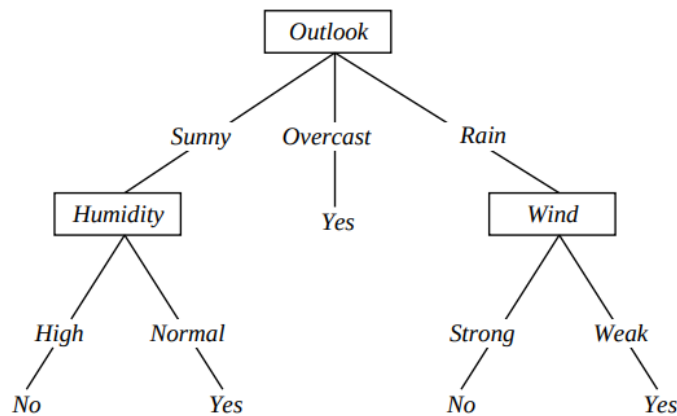 Outlook
Sunny Overcast Rain
Humidity Yes Wind
High Normal Strong Weak
No Yes No Yes